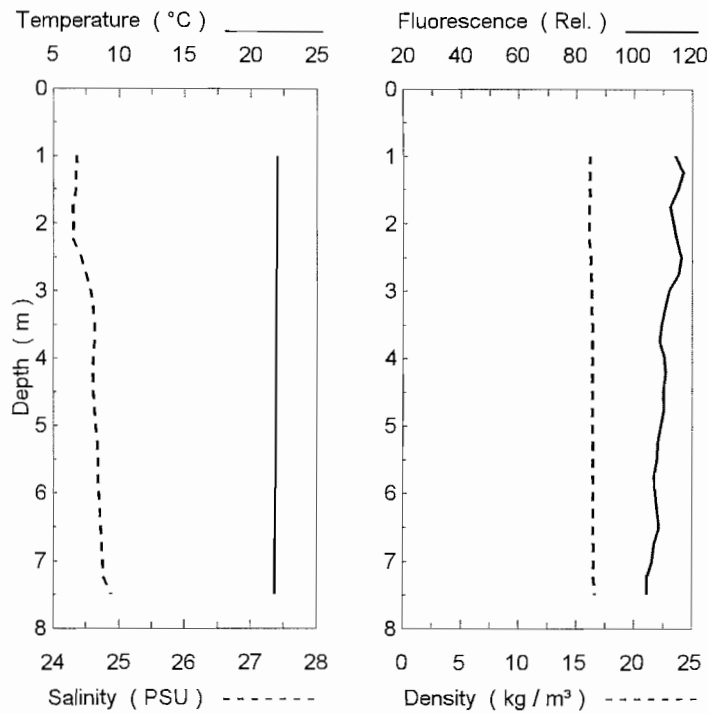 Temperature ( °C)
5 10 15 20 25
Fluorescence ( Rel.)
20 40 60 80 100 120
0
1
2
3
4
5
6
7
8
Depth ( m )
24 25 26 27 28
Salinity ( PSU )
0
1
2
3
4
5
6
7
8
0 5 10 15 20 25
Density ( kg / m³ )